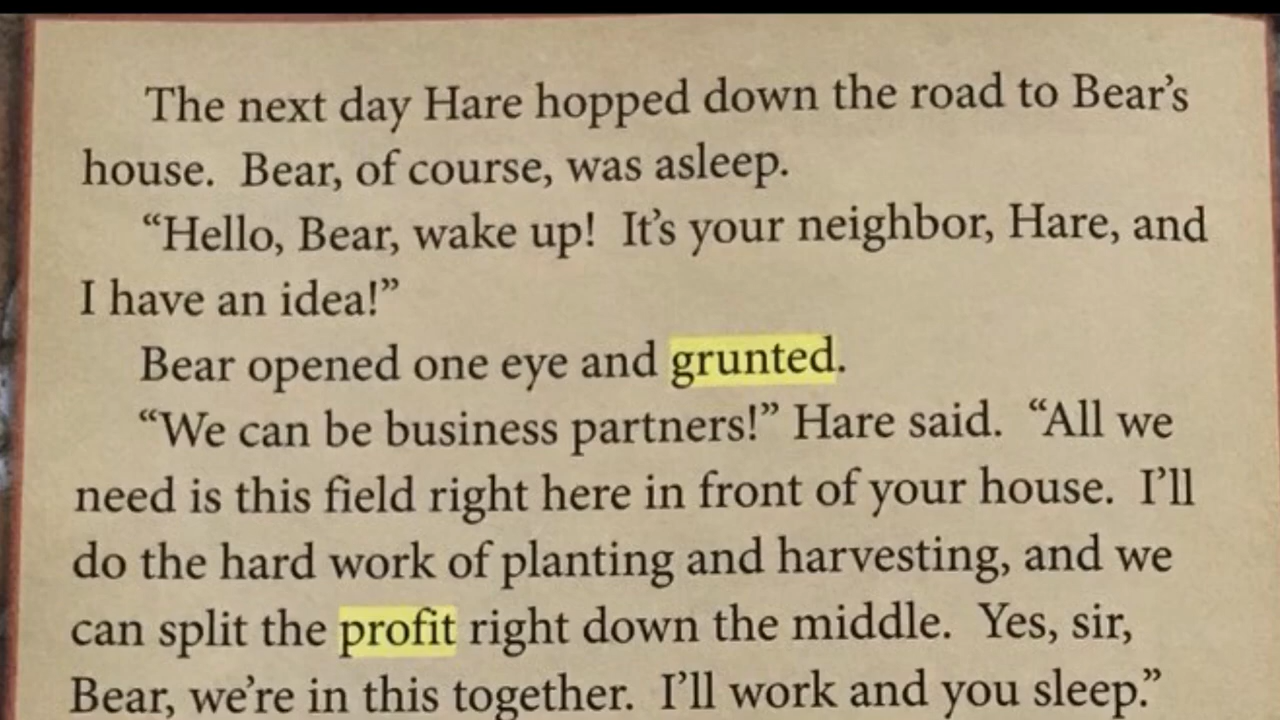 The next day Hare hopped down the road to Bear’s
house.  Bear, of course, was asleep.
“Hello, Bear, wake up!  It’s your neighbor, Hare, and
I have an idea!”
Bear opened one eye and grunted.
“We can be business partners!” Hare said.  “All we
need is this field right here in front of your house.  I’ll
do the hard work of planting and harvesting, and we
can split the profit right down the middle.  Yes, sir,
Bear, we’re in this together.  I’ll work and you sleep.”